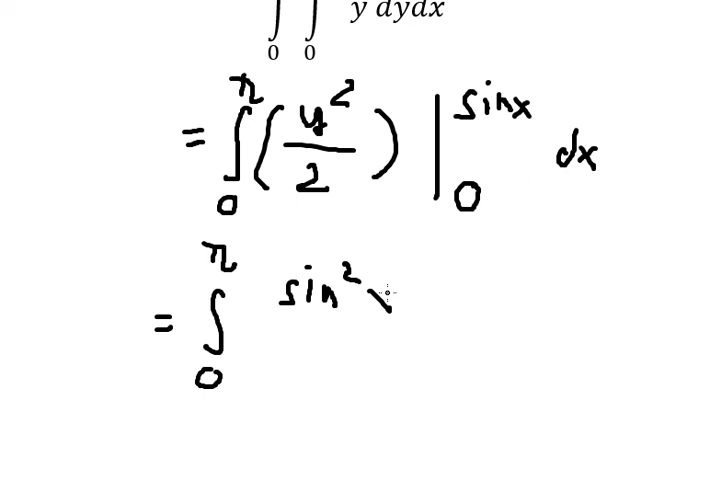 ∫ ∫ y dydx
0 0
= ∫₀^π (y²/2) |₀^sinx dx
= ∫₀^π sin²